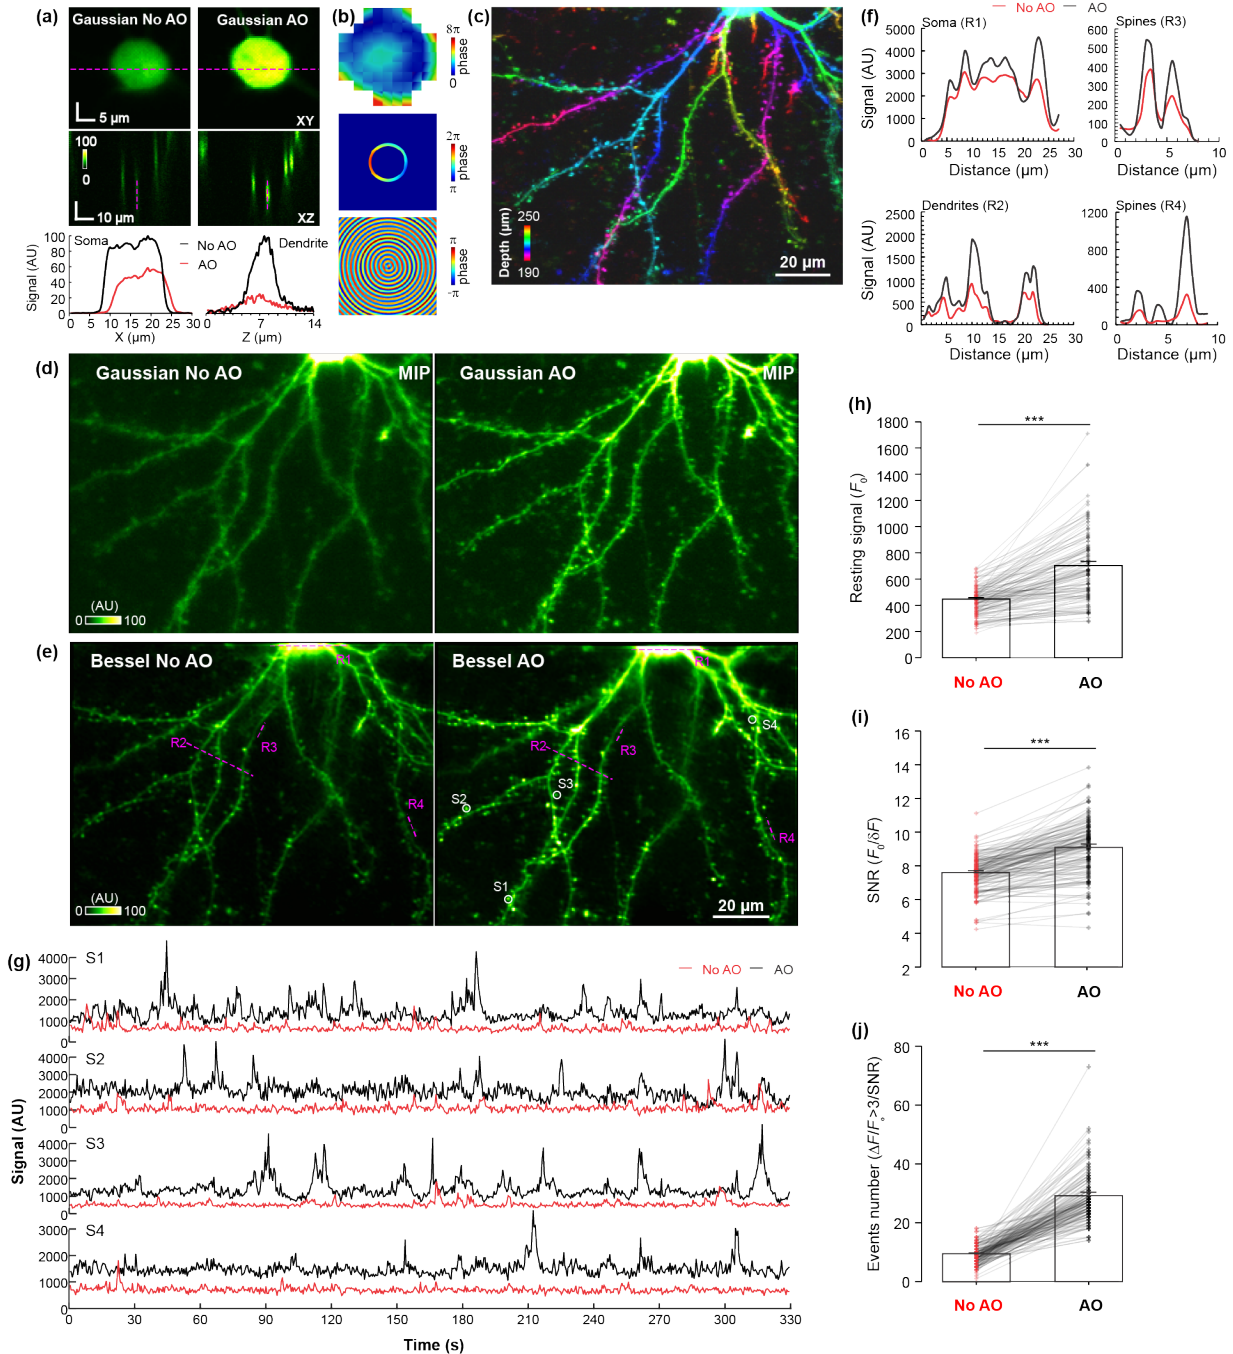 (a)
Gaussian No AO
Gaussian AO
5 µm
XY
100
0
10 µm
XZ
Signal (AU)
100
80
60
40
20
0
Soma
No AO
AO
Dendrite
0 5 10 15 20 25 30
X (µm)
0 7 14
Z (µm)
(b)
8π
phase
0
2π
phase
π
π
phase
-π
(c)
Depth (µm)
250
190
20 µm
(f)
No AO
AO
Soma (R1)
Signal (AU)
5000
4000
3000
2000
1000
0
0 5 10 15 20 25 30
Distance (µm)
Spines (R3)
600
500
400
300
200
100
0
0 5 10
Distance (µm)
Dendrites (R2)
Signal (AU)
2500
2000
1500
1000
500
0
0 5 10 15 20 25 30
Distance (µm)
Spines (R4)
1200
800
400
0
0 5 10
Distance (µm)
(d)
Gaussian No AO
MIP
(AU)
0 100
Gaussian AO
MIP
(e)
Bessel No AO
R1
R2
R3
R4
(AU)
0 100
Bessel AO
R1
R2
R3
R4
S1
S2
S3
S4
20 µm
(g)
Signal (AU)
No AO
AO
S1
4000
3000
2000
1000
0
S2
4000
3000
2000
1000
0
S3
4000
3000
2000
1000
0
S4
3000
2000
1000
0
0 30 60 90 120 150 180 210 240 270 300 330
Time (s)
(h)
Resting signal (F₀)
1800
1600
1400
1200
1000
800
600
400
200
0
***
No AO
AO
(i)
SNR (F₀/δF)
16
14
12
10
8
6
4
2
***
No AO
AO
(j)
Events number (ΔF/F₀>3/SNR)
80
60
40
20
0
***
No AO
AO